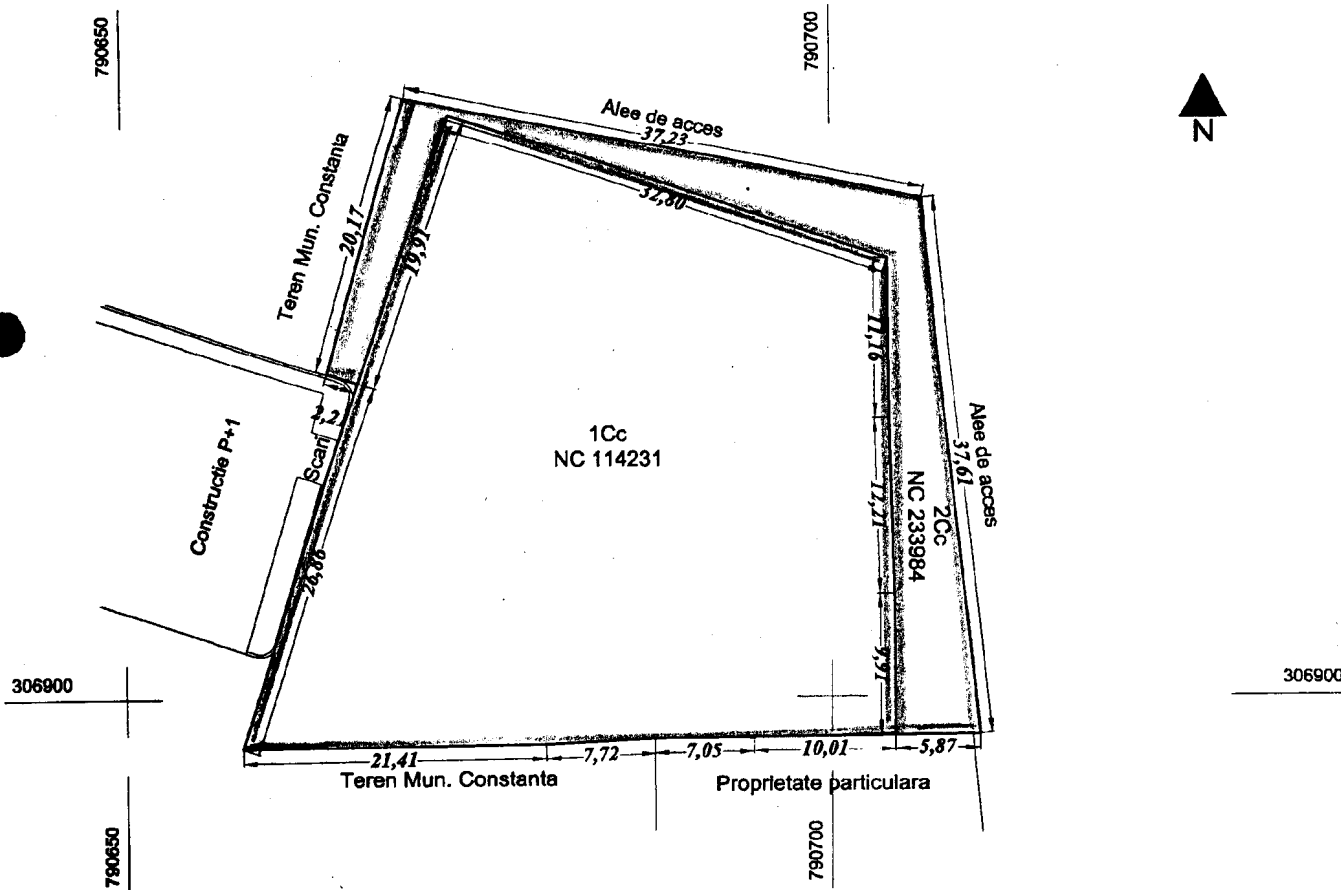 790650
790700
N
Alee de acces
37,23
Teren Mun. Constanta
20,17
19,91
32,80
11,16
2,2
Scari
Constructie P+1
1Cc
NC 114231
Alee de acces
37,61
12,21
2Cc
NC 233984
26,86
9,91
306900
306900
21,41
7,72
7,05
10,01
5,87
Teren Mun. Constanta
Proprietate particulara
790650
790700